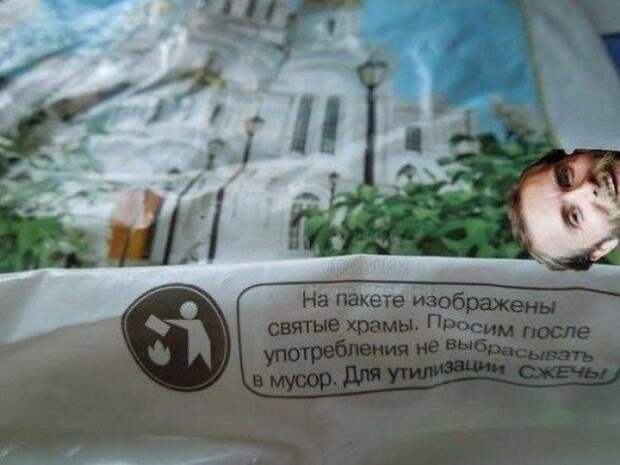 На пакете изображены
святые храмы. Просим после
употребления не выбрасывать
в мусор. Для утилизации СЖЕЧЬ!